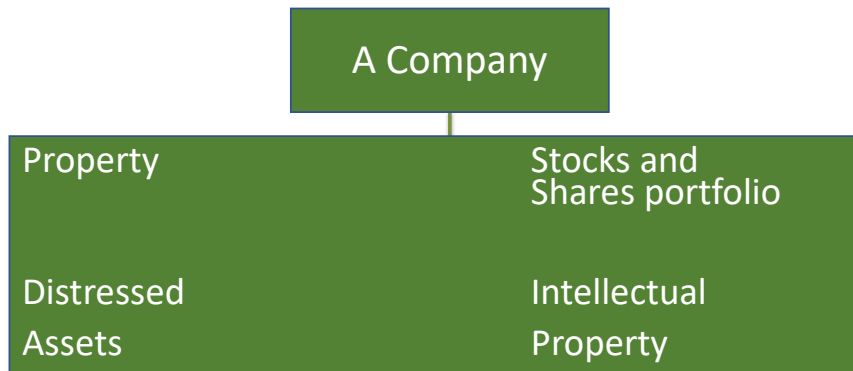 A Company
Property
Stocks and
Shares portfolio
Distressed
Assets
Intellectual
Property